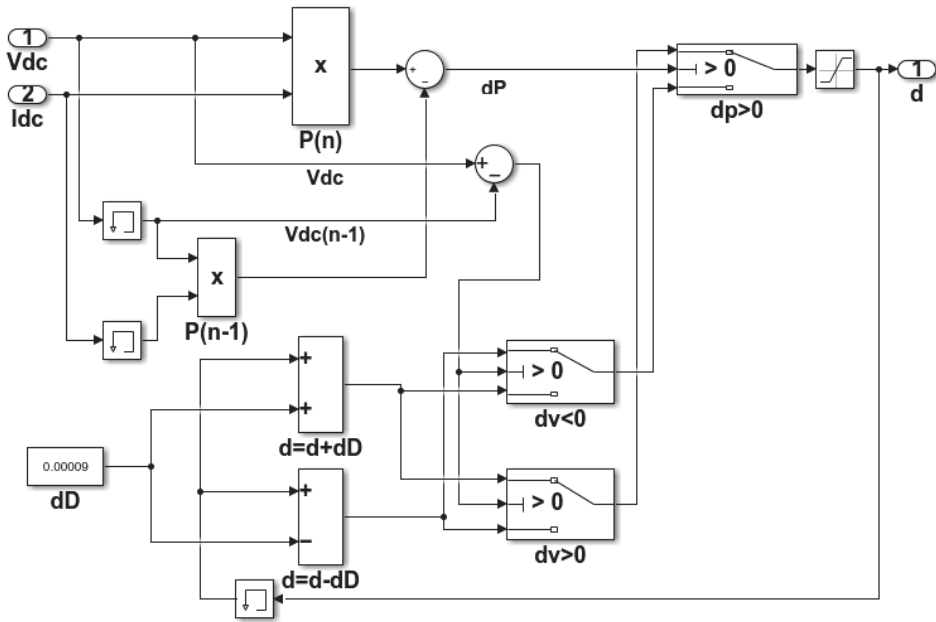 1
Vdc
2
Idc
x
P(n)
+
−
dP
> 0
dp>0
1
d
Vdc
+
−
Vdc(n-1)
x
P(n-1)
+
+
d=d+dD
> 0
dv<0
0.00009
dD
+
−
d=d-dD
> 0
dv>0